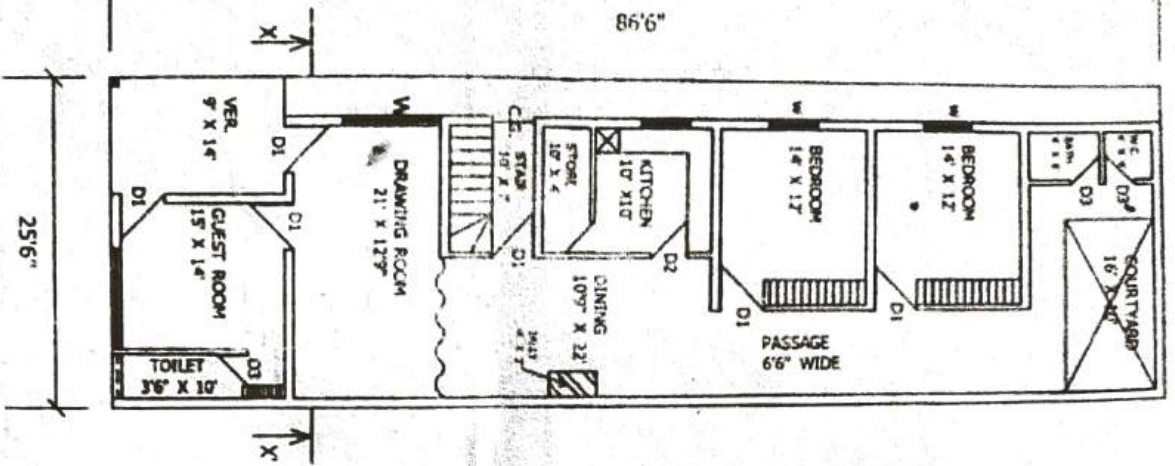 86'6"
X
X'
25'6"
VER.
9' X 14'
D1
D1
GUEST ROOM
15' X 14'
D1
TOILET
3'6" X 10'
D3
W
DRAWING ROOM
21' X 12'9"
C.G.
STAIR
10' X 7'
D1
STORE
10' X 4'
KITCHEN
10' X10'
D2
DINING
10'9" X 22'
W
BEDROOM
14' X 12'
D1
W
BEDROOM
14' X 12'
D1
PASSAGE
6'6" WIDE
BATH
W.C.
D3
D3
COURTYARD